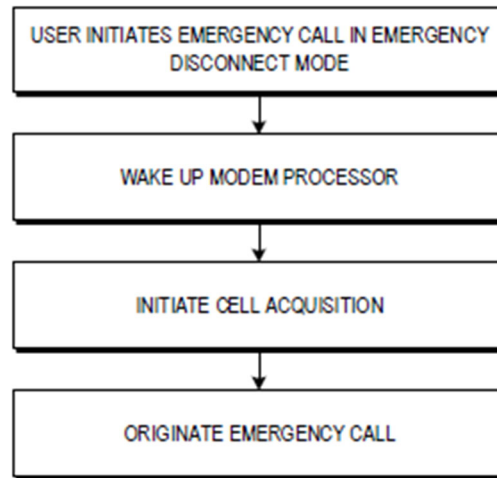 USER INITIATES EMERGENCY CALL IN EMERGENCY
DISCONNECT MODE
WAKE UP MODEM PROCESSOR
INITIATE CELL ACQUISITION
ORIGINATE EMERGENCY CALL